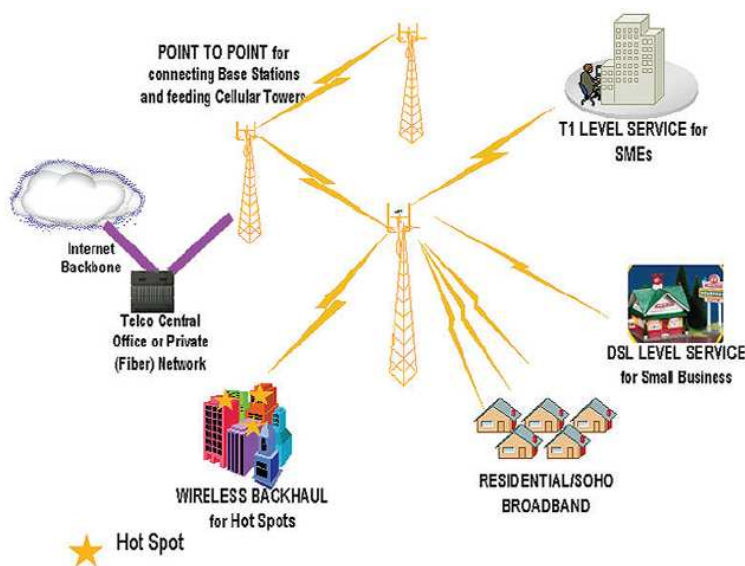 POINT TO POINT for
connecting Base Stations
and feeding Cellular Towers
T1 LEVEL SERVICE for
SMEs
Internet
Backbone
Telco Central
Office or Private
(Fiber) Network
DSL LEVEL SERVICE
for Small Business
WIRELESS BACKHAUL
for Hot Spots
RESIDENTIAL/SOHO
BROADBAND
Hot Spot